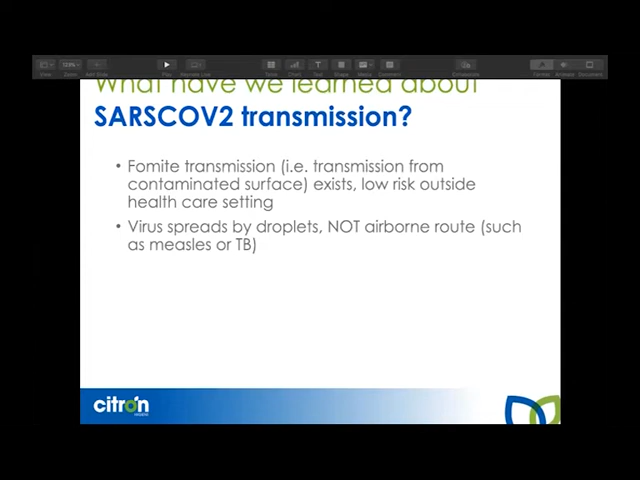 What have we learned about
SARSCOV2 transmission?
• Fomite transmission (i.e. transmission from
contaminated surface) exists, low risk outside
health care setting
• Virus spreads by droplets, NOT airborne route (such
as measles or TB)
citron